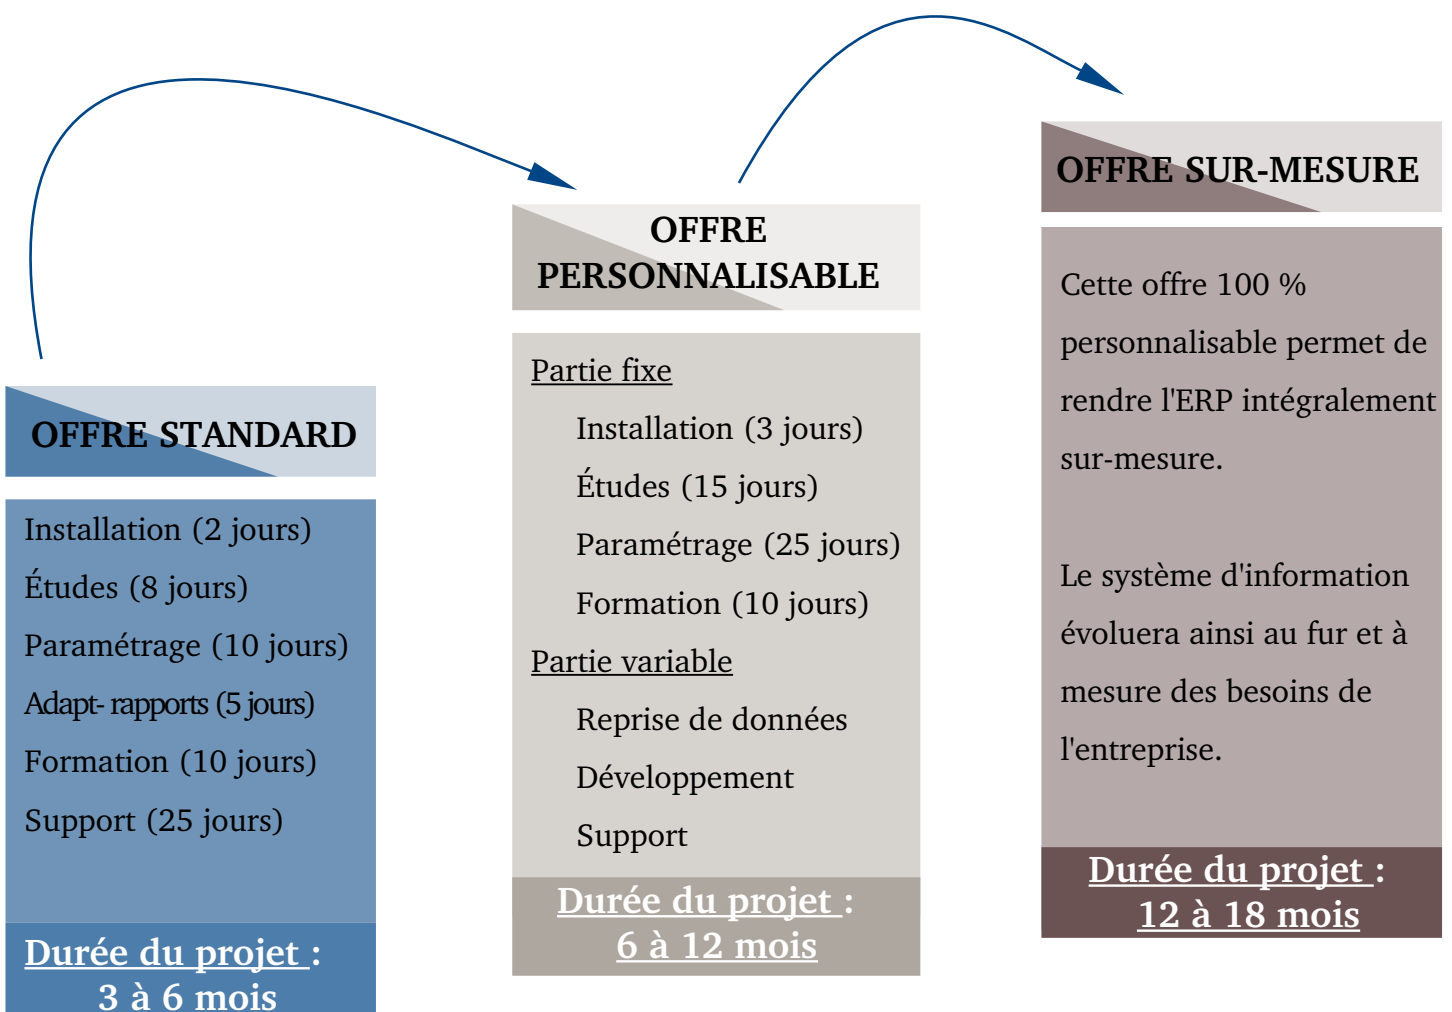 OFFRE STANDARD
Installation (2 jours)
Études (8 jours)
Paramétrage (10 jours)
Adapt- rapports (5 jours)
Formation (10 jours)
Support (25 jours)
Durée du projet :
3 à 6 mois
OFFRE
PERSONNALISABLE
Partie fixe
Installation (3 jours)
Études (15 jours)
Paramétrage (25 jours)
Formation (10 jours)
Partie variable
Reprise de données
Développement
Support
Durée du projet :
6 à 12 mois
OFFRE SUR-MESURE
Cette offre 100 %
personnalisable permet de
rendre l'ERP intégralement
sur-mesure.
Le système d'information
évoluera ainsi au fur et à
mesure des besoins de
l'entreprise.
Durée du projet :
12 à 18 mois